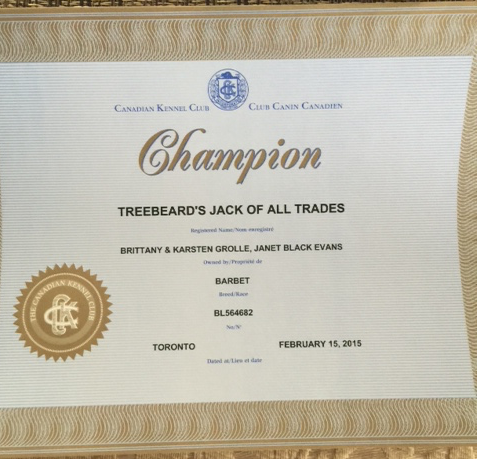 CANADIAN KENNEL CLUB CLUB CANIN CANADIEN
Champion
TREEBEARD'S JACK OF ALL TRADES
Registered Name/Nom enregistré
BRITTANY & KARSTEN GROLLE, JANET BLACK EVANS
Owned by/Propriété de
BARBET
Breed/Race
BL564682
No/Nº
THE CANADIAN KENNEL CLUB
CKC
TORONTO FEBRUARY 15, 2015
Dated at/Lieu et date